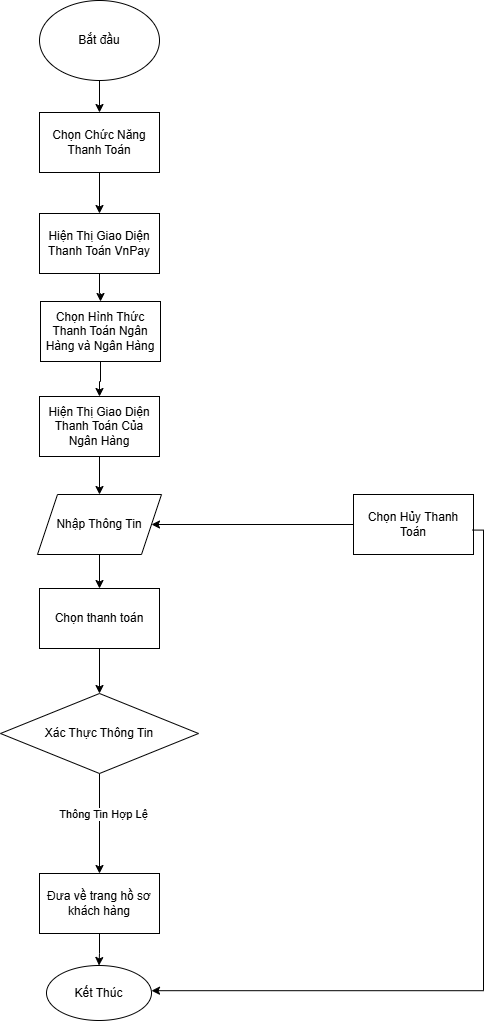 Bắt đầu
Chọn Chức Năng
Thanh Toán
Hiện Thị Giao Diện
Thanh Toán VnPay
Chọn Hình Thức
Thanh Toán Ngân
Hàng và Ngân Hàng
Hiện Thị Giao Diện
Thanh Toán Của
Ngân Hàng
Nhập Thông Tin
Chọn Hủy Thanh
Toán
Chọn thanh toán
Xác Thực Thông Tin
Thông Tin Hợp Lệ
Đưa về trang hồ sơ
khách hàng
Kết Thúc